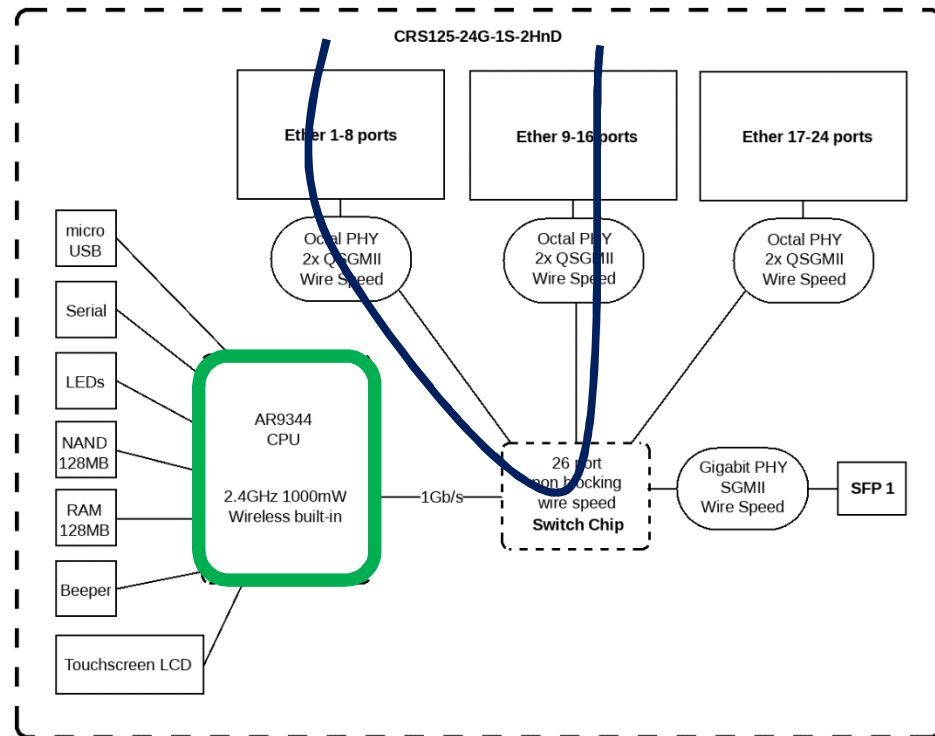 CRS125-24G-1S-2HnD
Ether 1-8 ports
Ether 9-16 ports
Ether 17-24 ports
micro
USB
Octal PHY
2x QSGMII
Wire Speed
Octal PHY
2x QSGMII
Wire Speed
Octal PHY
2x QSGMII
Wire Speed
Serial
LEDs
NAND
128MB
RAM
128MB
Beeper
Touchscreen LCD
AR9344
CPU
2.4GHz 1000mW
Wireless built-in
1Gb/s
26 port
non blocking
wire speed
Switch Chip
Gigabit PHY
SGMII
Wire Speed
SFP 1